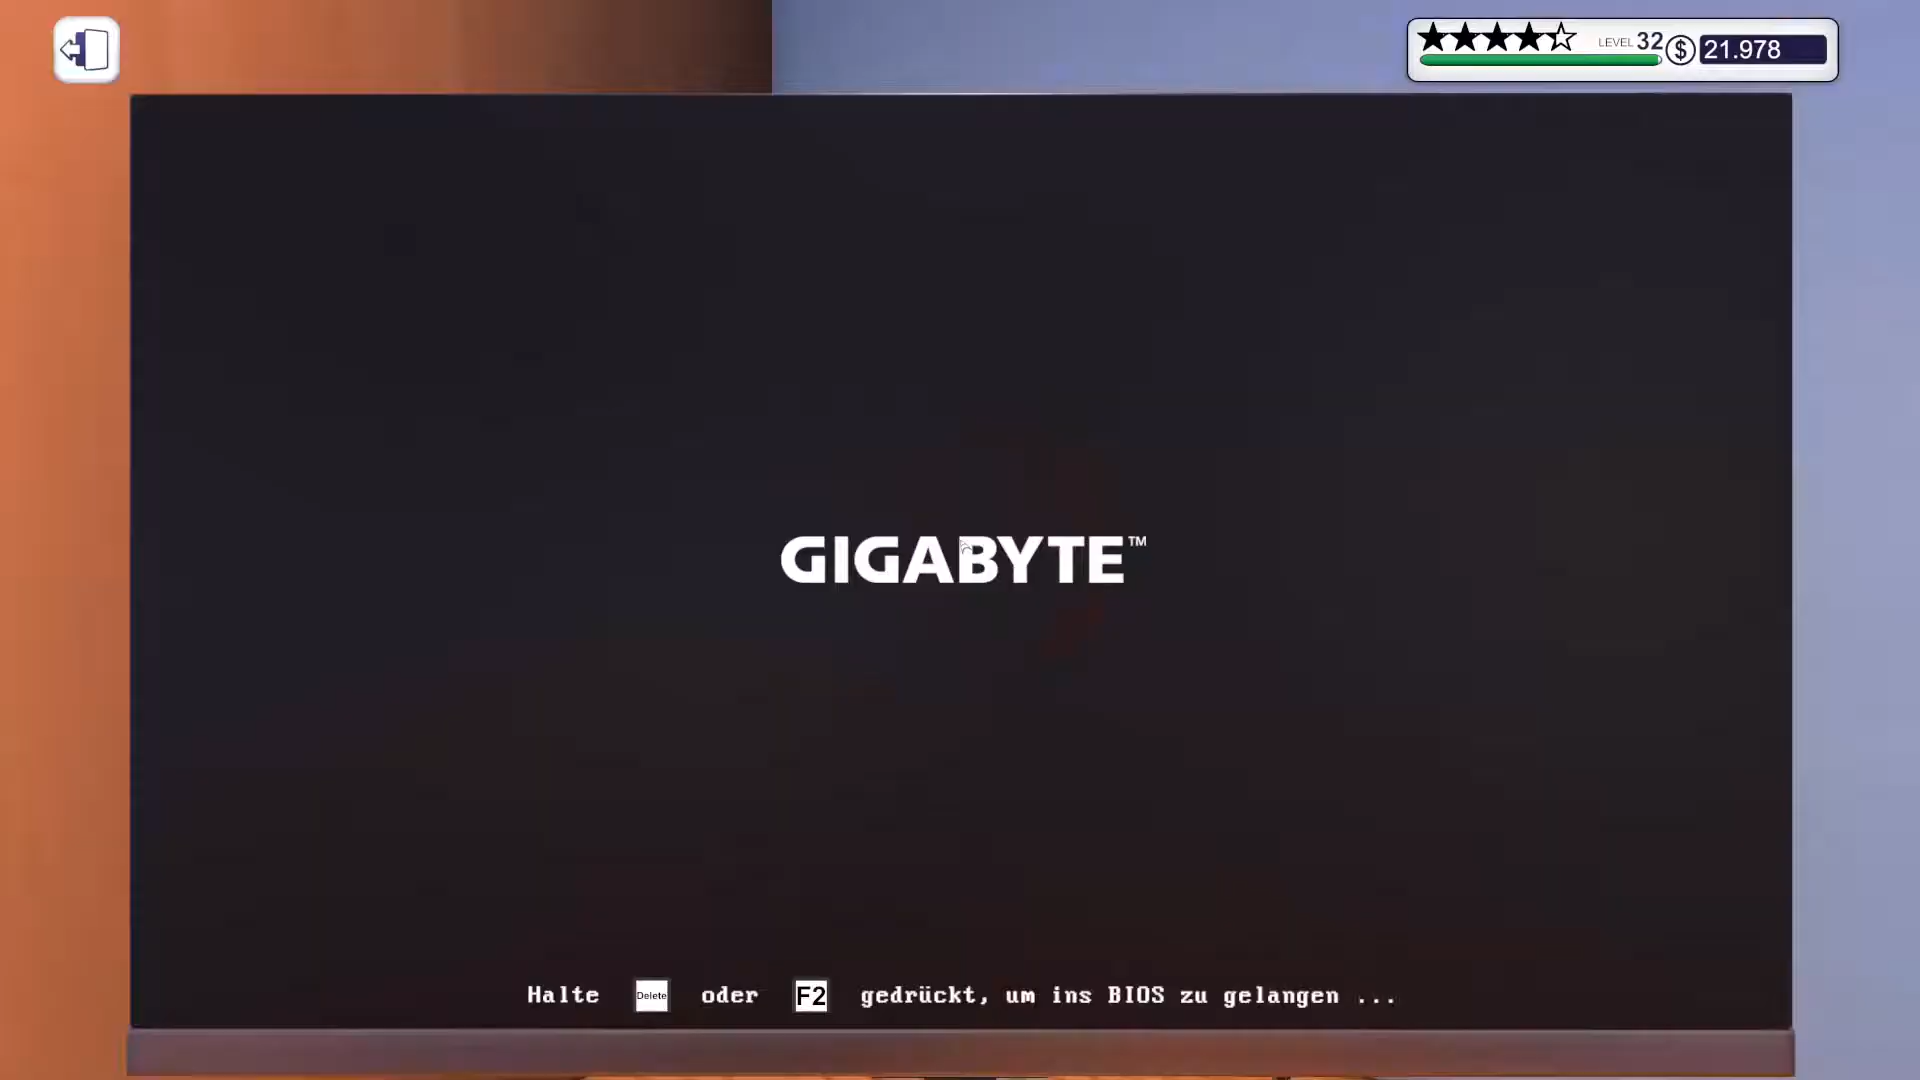 LEVEL 32 $ 21.978
GIGABYTE™
Halte Delete oder F2 gedrückt, um ins BIOS zu gelangen ...